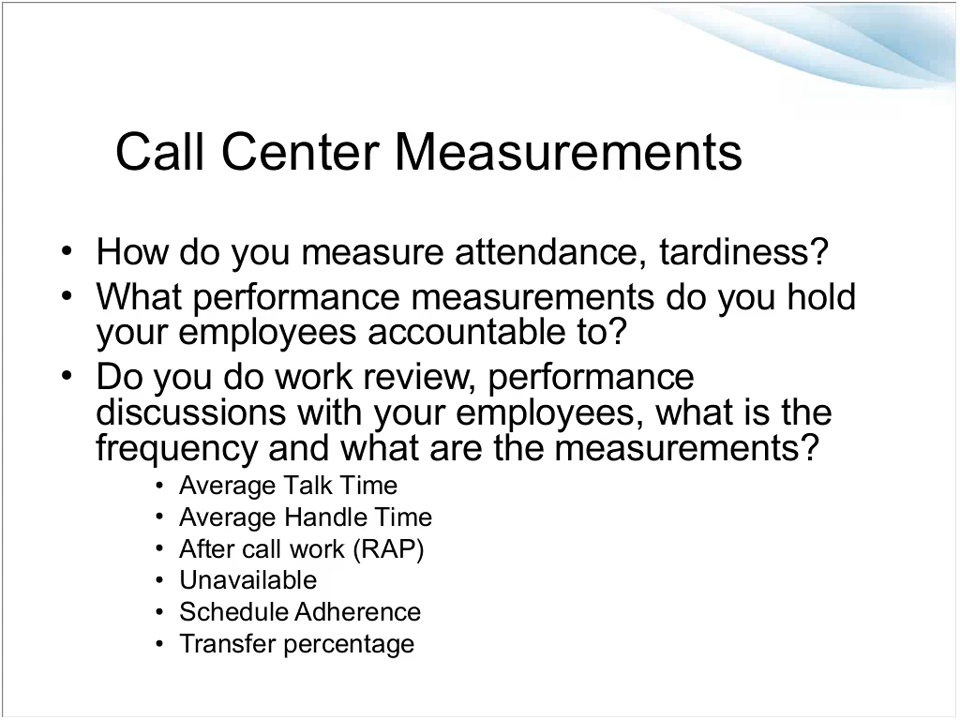 Call Center Measurements
• How do you measure attendance, tardiness?
• What performance measurements do you hold
your employees accountable to?
• Do you do work review, performance
discussions with your employees, what is the
frequency and what are the measurements?
• Average Talk Time
• Average Handle Time
• After call work (RAP)
• Unavailable
• Schedule Adherence
• Transfer percentage